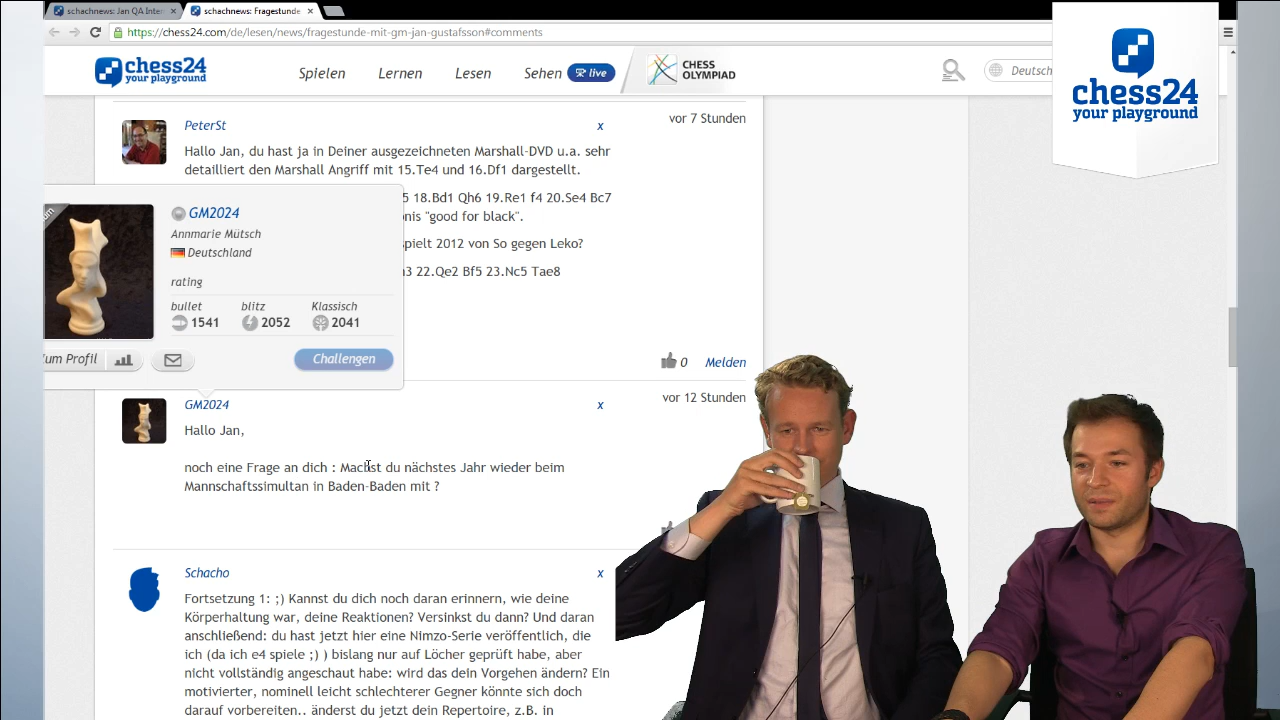 schachnews: Jan QA Inter
schachnews: Fragestunde
https://chess24.com/de/lesen/news/fragestunde-mit-gm-jan-gustafsson#comments
chess24
your playground
Spielen
Lernen
Lesen
Sehen
live
CHESS
OLYMPIAD
Deutsch
chess24
your playground
PeterSt
x
vor 7 Stunden
Hallo Jan, du hast ja in Deiner ausgezeichneten Marshall-DVD u.a. sehr
detailliert den Marshall Angriff mit 15.Te4 und 16.Df1 dargestellt.
5 18.Bd1 Qh6 19.Re1 f4 20.Se4 Bc7
onis "good for black".
spielt 2012 von So gegen Leko?
h3 22.Qe2 Bf5 23.Nc5 Tae8
um
GM2024
Annmarie Mütsch
Deutschland
rating
bullet
blitz
Klassisch
1541
2052
2041
Zum Profil
Challengen
0
Melden
GM2024
x
vor 12 Stunden
Hallo Jan,
noch eine Frage an dich : Machst du nächstes Jahr wieder beim
Mannschaftssimultan in Baden-Baden mit ?
Schacho
x
Fortsetzung 1: ;) Kannst du dich noch daran erinnern, wie deine
Körperhaltung war, deine Reaktionen? Versinkst du dann? Und daran
anschließend: du hast jetzt hier eine Nimzo-Serie veröffentlich, die
ich (da ich e4 spiele ;) ) bislang nur auf Löcher geprüft habe, aber
nicht vollständig angeschaut habe: wird das dein Vorgehen ändern? Ein
motivierter, nominell leicht schlechterer Gegner könnte sich doch
darauf vorbereiten.. änderst du jetzt dein Repertoire, z.B. in